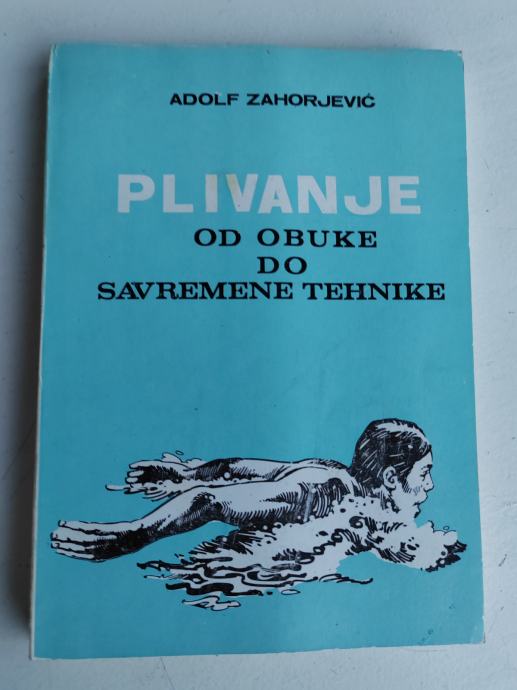 ADOLF ZAHORJEVIĆ
PLIVANJE
OD OBUKE
DO
SAVREMENE TEHNIKE